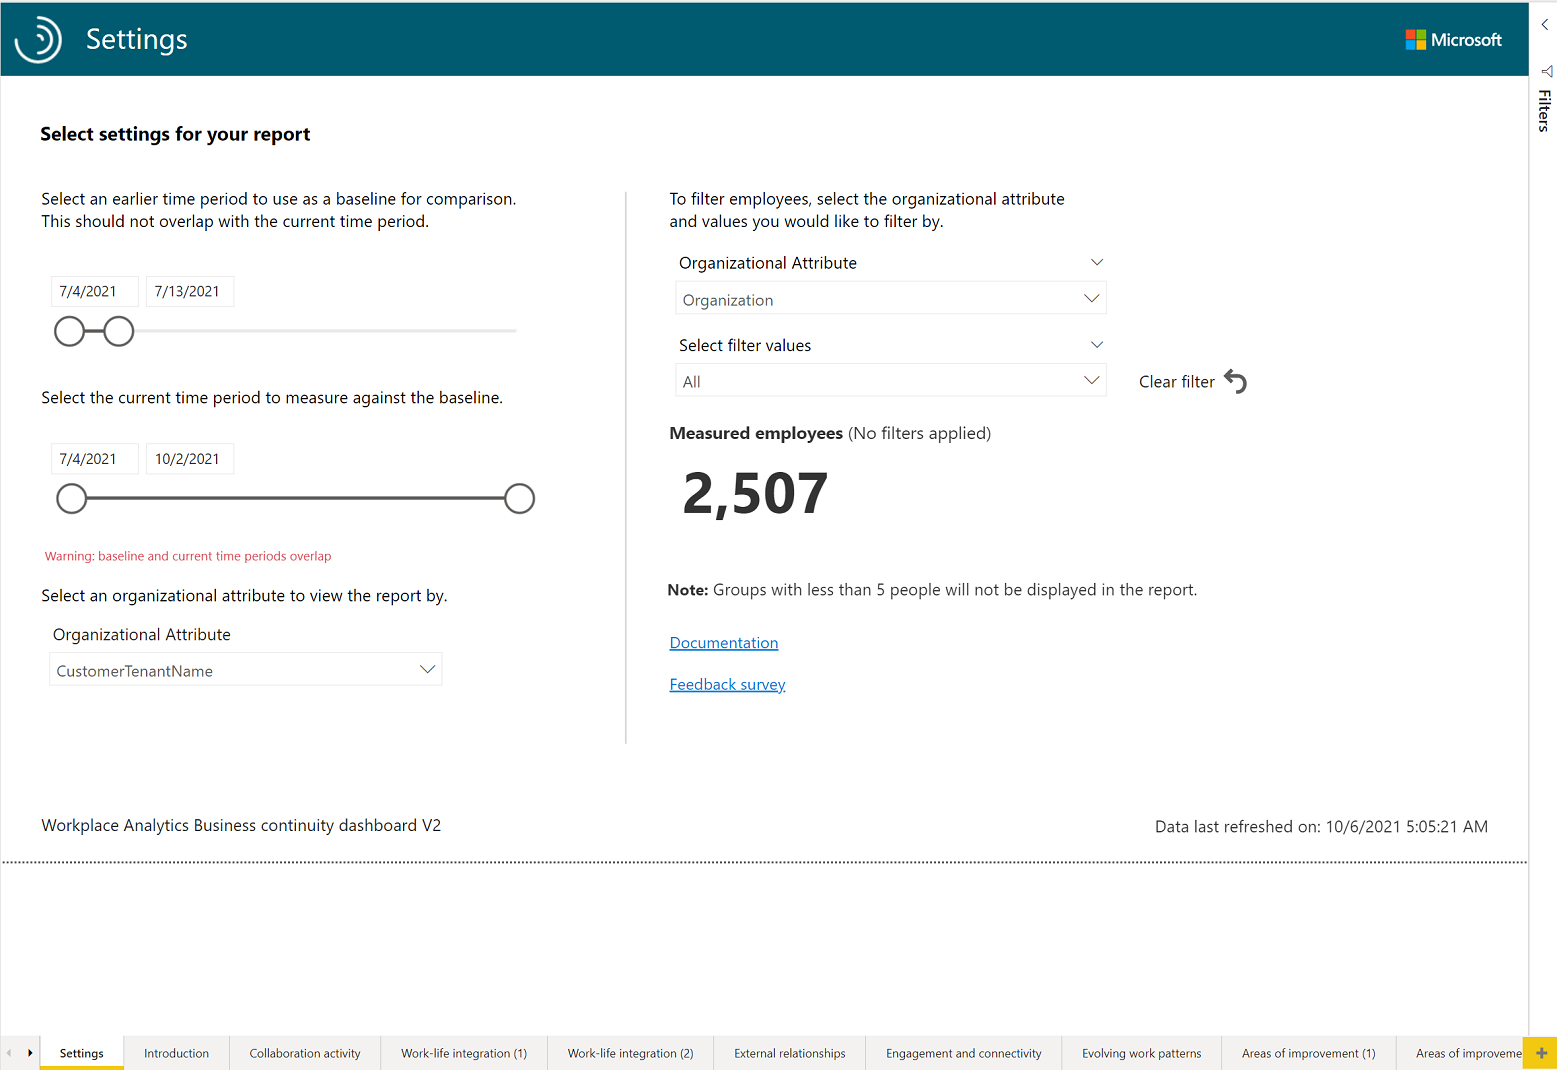 Settings
Microsoft
Filters
Select settings for your report
Select an earlier time period to use as a baseline for comparison.
This should not overlap with the current time period.
7/4/2021
7/13/2021
Select the current time period to measure against the baseline.
7/4/2021
10/2/2021
Warning: baseline and current time periods overlap
Select an organizational attribute to view the report by.
Organizational Attribute
CustomerTenantName
To filter employees, select the organizational attribute
and values you would like to filter by.
Organizational Attribute
Organization
Select filter values
All
Clear filter
Measured employees (No filters applied)
2,507
Note: Groups with less than 5 people will not be displayed in the report.
Documentation
Feedback survey
Workplace Analytics Business continuity dashboard V2
Data last refreshed on: 10/6/2021 5:05:21 AM
Settings
Introduction
Collaboration activity
Work-life integration (1)
Work-life integration (2)
External relationships
Engagement and connectivity
Evolving work patterns
Areas of improvement (1)
Areas of improveme